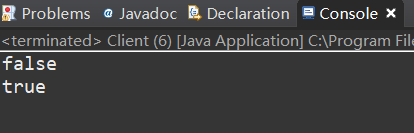 Problems @ Javadoc Declaration Console
<terminated> Client (6) [Java Application] C:\Program File
false
true